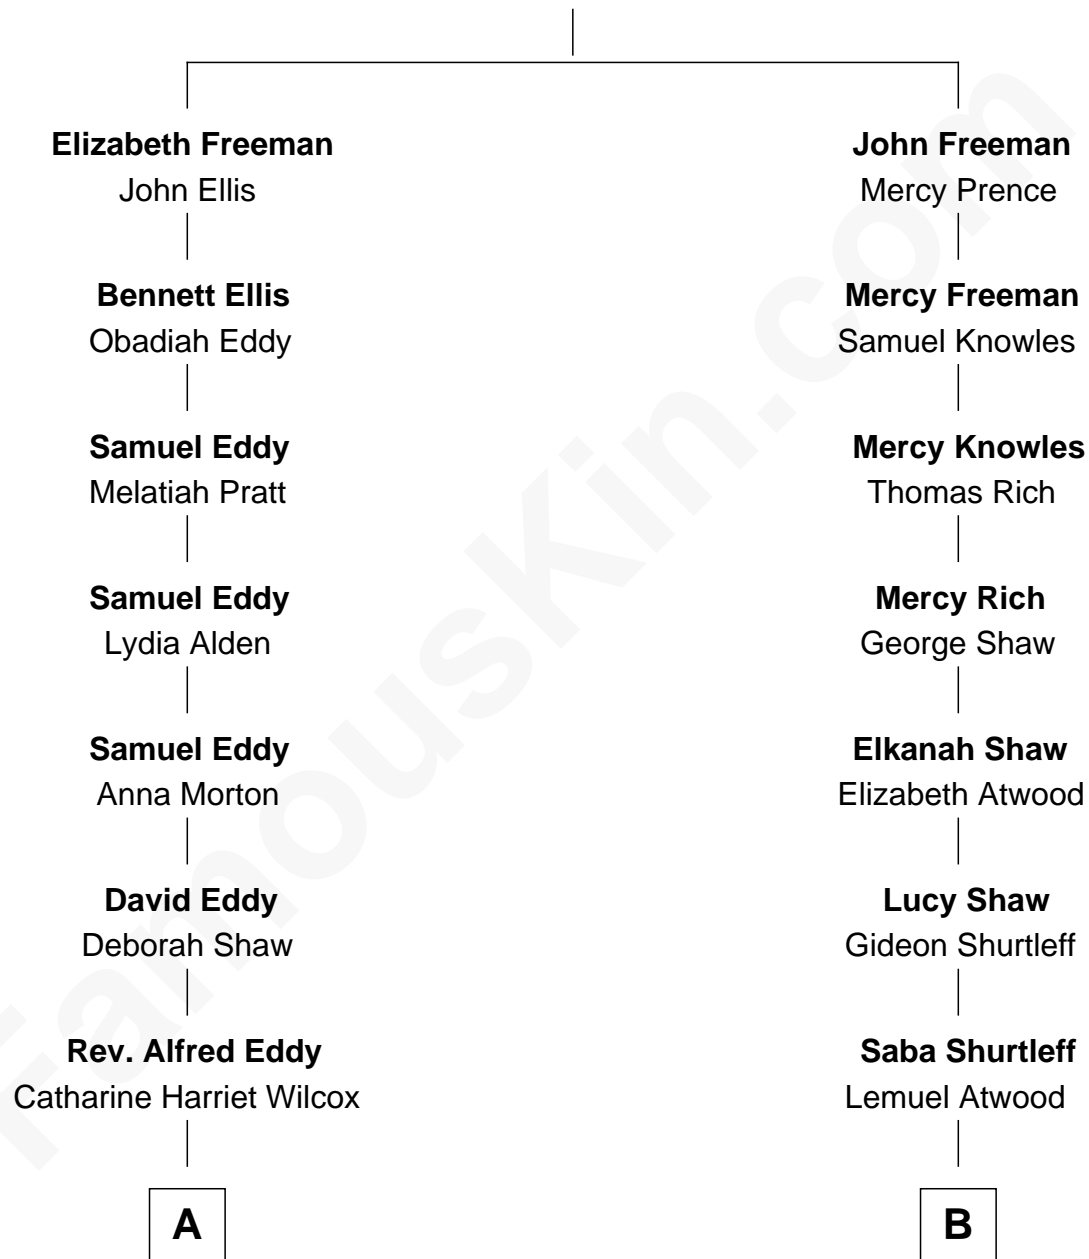 Elizabeth Freeman
John Ellis
Bennett Ellis
Obadiah Eddy
Samuel Eddy
Melatiah Pratt
Samuel Eddy
Lydia Alden
Samuel Eddy
Anna Morton
David Eddy
Deborah Shaw
Rev. Alfred Eddy
Catharine Harriet Wilcox
A
John Freeman
Mercy Prence
Mercy Freeman
Samuel Knowles
Mercy Knowles
Thomas Rich
Mercy Rich
George Shaw
Elkanah Shaw
Elizabeth Atwood
Lucy Shaw
Gideon Shurtleff
Saba Shurtleff
Lemuel Atwood
B
FamousKin.com